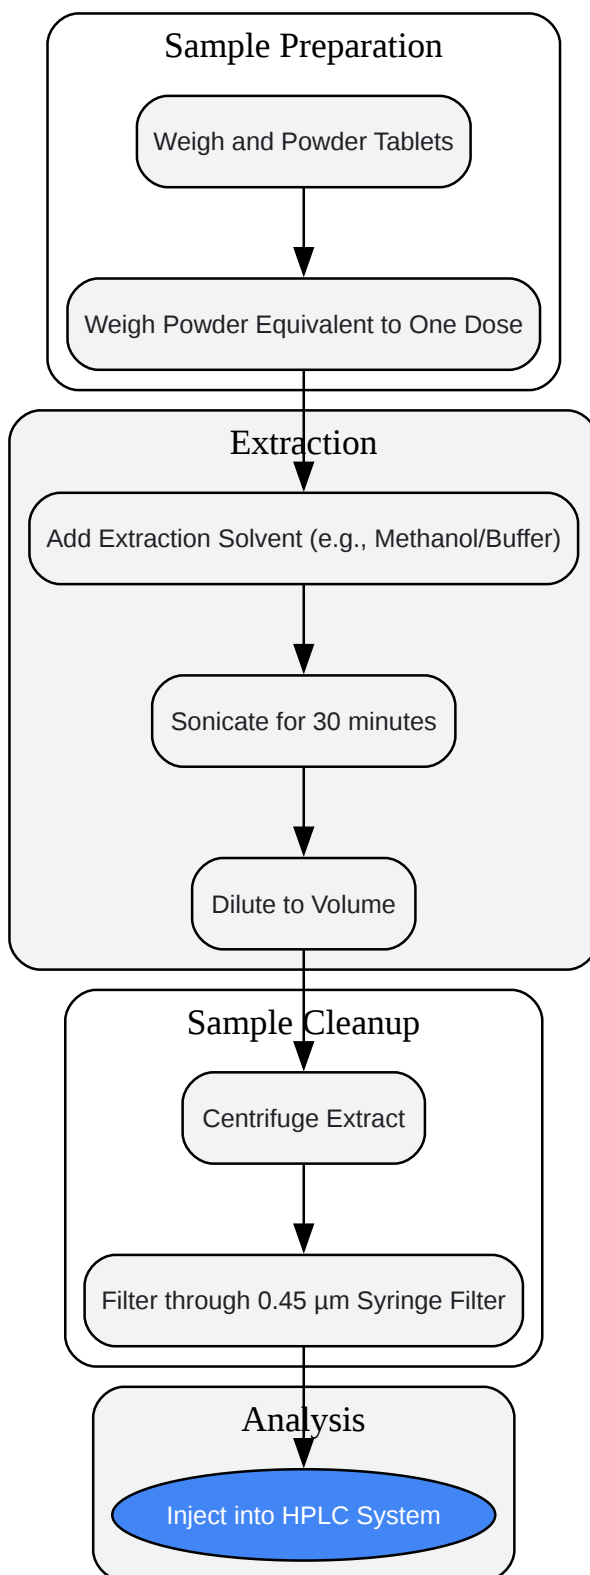 Sample Preparation
Weigh and Powder Tablets
Weigh Powder Equivalent to One Dose
Extraction
Add Extraction Solvent (e.g., Methanol/Buffer)
Sonicate for 30 minutes
Dilute to Volume
Sample Cleanup
Centrifuge Extract
Filter through 0.45 µm Syringe Filter
Analysis
Inject into HPLC System